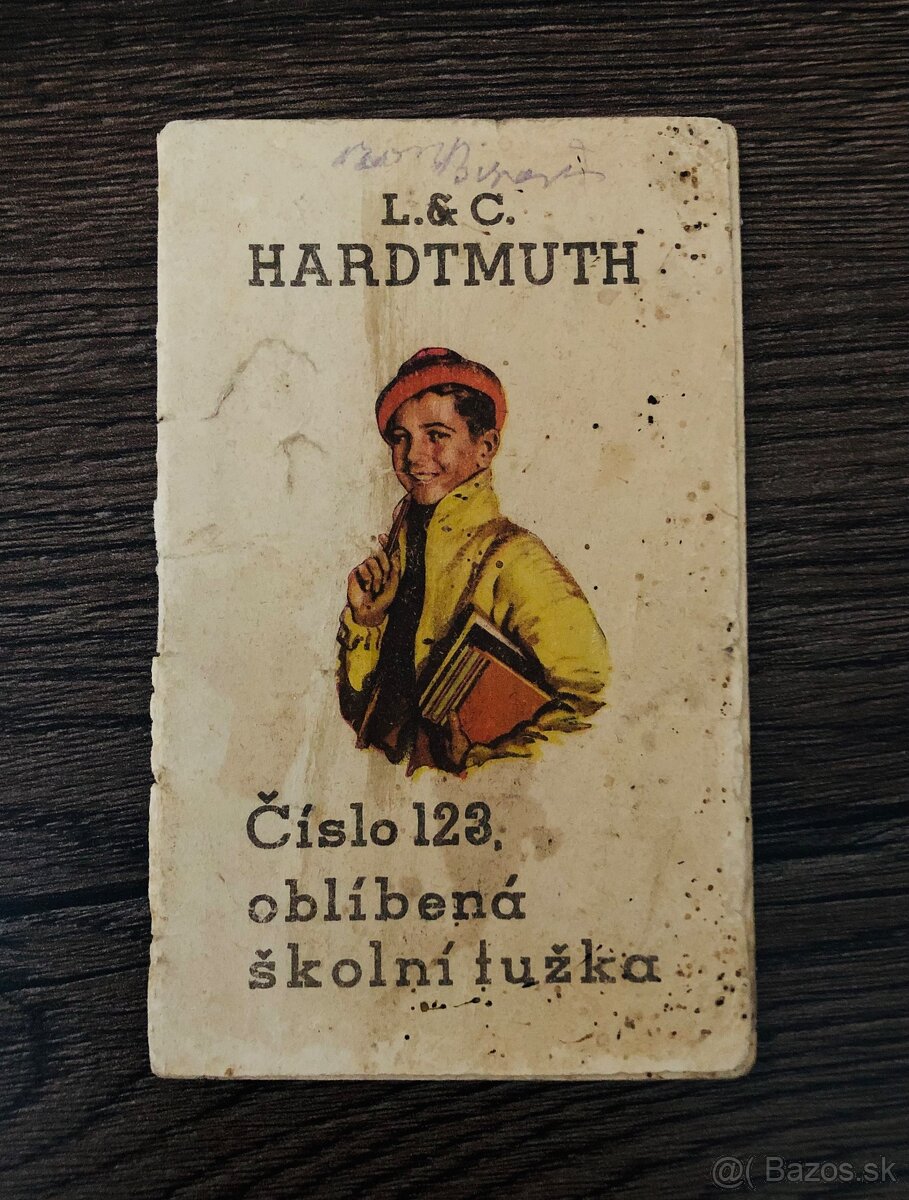 L. & C.
HARDTMUTH
Číslo 123,
oblíbená
školní tužka
@( Bazos.sk